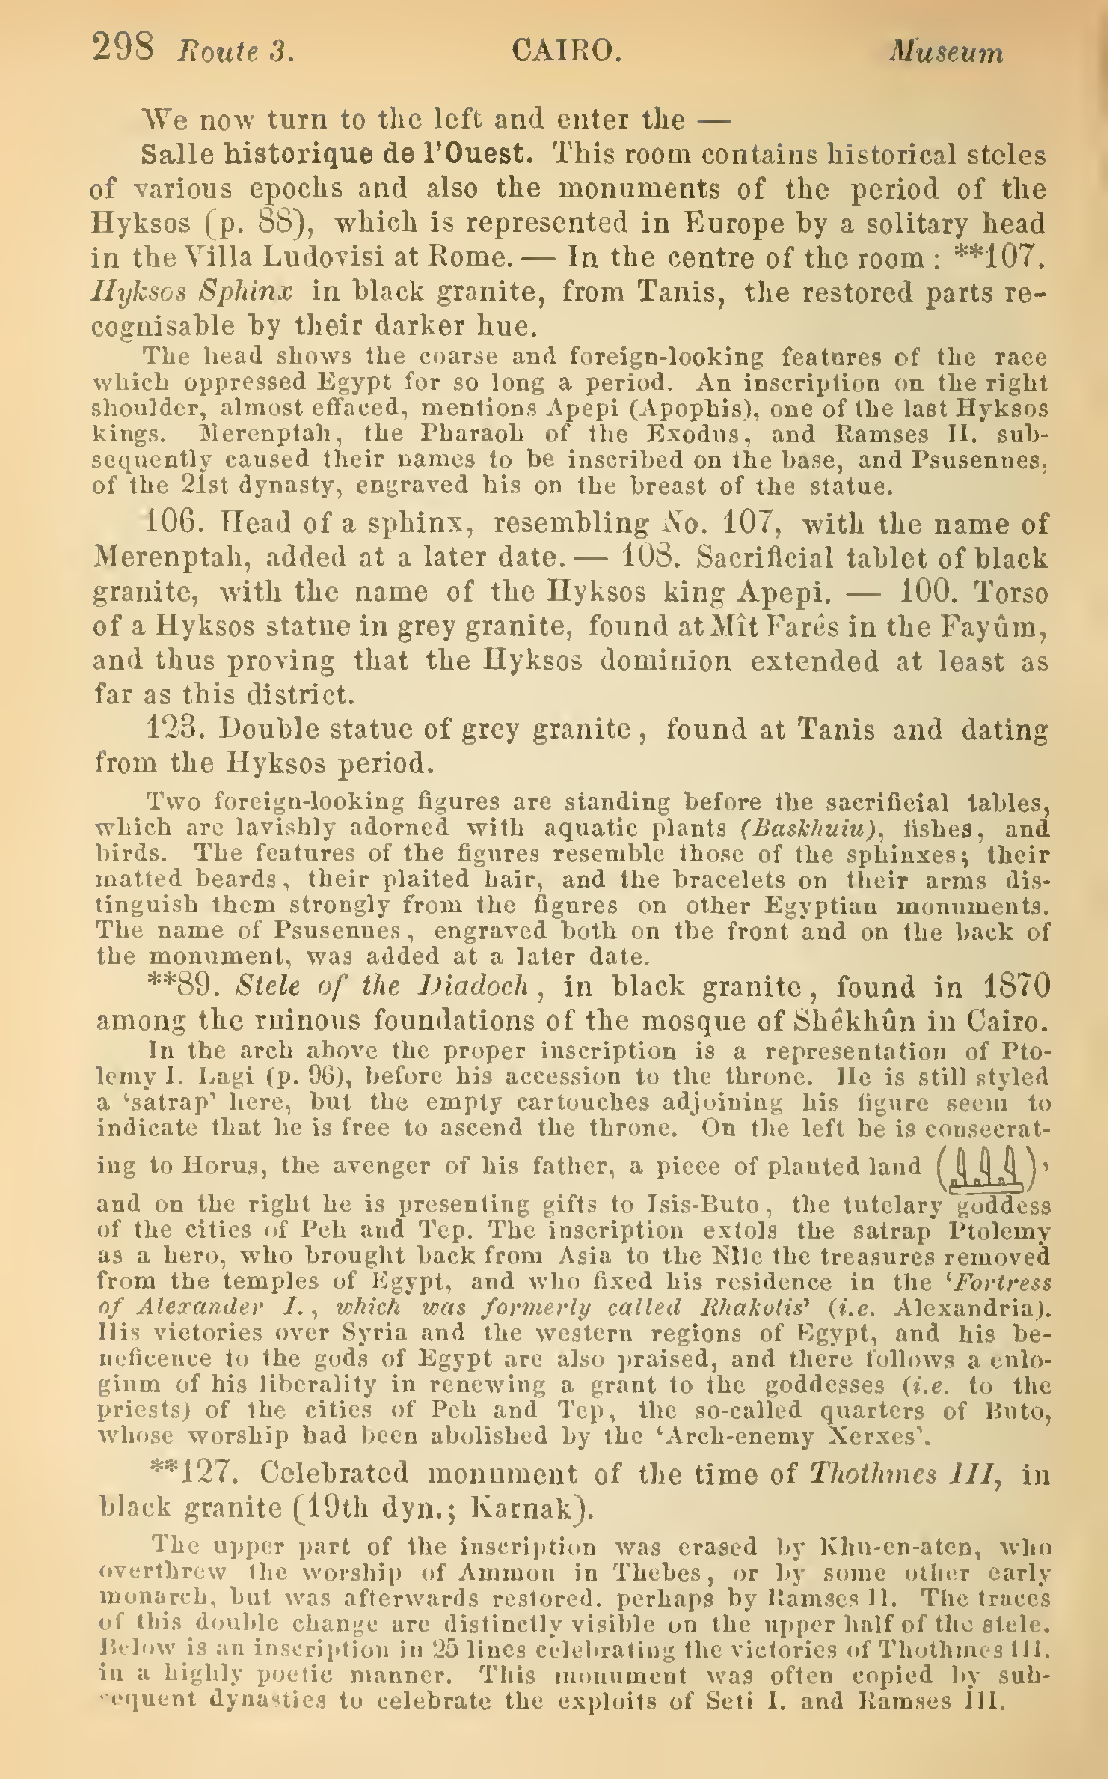 298 Route 3. CAIRO. Museum
We now turn to the left and enter the —
Salle historique de l'Ouest. This room contains historical steles
of various epochs and also the monuments of the period of the
Hyksos (p. 88), which is represented in Europe by a solitary head
in the Villa Ludovisi at Rome. — In the centre of the room: **107.
Hyksos Sphinx in black granite, from Tanis, the restored parts re-
cognisable by their darker hue.
The head shows the coarse and foreign-looking features of the race
which oppressed Egypt for so long a period. An inscription on the right
shoulder, almost effaced, mentions Apepi (Apophis), one of the last Hyksos
kings. Merenptah, the Pharaoh of the Exodus, and Ramses II. sub-
sequently caused their names to be inscribed on the base, and Psusennes,
of the 21st dynasty, engraved his on the breast of the statue.
106. Head of a sphinx, resembling No. 107, with the name of
Merenptah, added at a later date. — 108. Sacrificial tablet of black
granite, with the name of the Hyksos king Apepi. — 100. Torso
of a Hyksos statue in grey granite, found at Mît Farês in the Fayûm,
and thus proving that the Hyksos dominion extended at least as
far as this district.
123. Double statue of grey granite, found at Tanis and dating
from the Hyksos period.
Two foreign-looking figures are standing before the sacrificial tables,
which are lavishly adorned with aquatic plants (Baskhuiu), fishes, and
birds. The features of the figures resemble those of the sphinxes; their
matted beards, their plaited hair, and the bracelets on their arms dis-
tinguish them strongly from the figures on other Egyptian monuments.
The name of Psusennes, engraved both on the front and on the back of
the monument, was added at a later date.
**89. Stele of the Diadoch, in black granite, found in 1870
among the ruinous foundations of the mosque of Shêkhûn in Cairo.
In the arch above the proper inscription is a representation of Pto-
lemy I. Lagi (p. 96), before his accession to the throne. He is still styled
a 'satrap' here, but the empty cartouches adjoining his figure seem to
indicate that he is free to ascend the throne. On the left he is consecrat-
ing to Horus, the avenger of his father, a piece of planted land ( ),
and on the right he is presenting gifts to Isis-Buto, the tutelary goddess
of the cities of Peh and Tep. The inscription extols the satrap Ptolemy
as a hero, who brought back from Asia to the Nile the treasures removed
from the temples of Egypt, and who fixed his residence in the 'Fortress
of Alexander I., which was formerly called Rhakotis' (i.e. Alexandria).
His victories over Syria and the western regions of Egypt, and his be-
neficence to the gods of Egypt are also praised, and there follows a eulo-
gium of his liberality in renewing a grant to the goddesses (i.e. to the
priests) of the cities of Peh and Tep, the so-called quarters of Buto,
whose worship had been abolished by the 'Arch-enemy Xerxes'.
**127. Celebrated monument of the time of Thothmes III, in
black granite (19th dyn.; Karnak).
The upper part of the inscription was erased by Khu-en-aten, who
overthrew the worship of Ammon in Thebes, or by some other early
monarch, but was afterwards restored, perhaps by Ramses II. The traces
of this double change are distinctly visible on the upper half of the stele.
Below is an inscription in 25 lines celebrating the victories of Thothmes III.
in a highly poetic manner. This monument was often copied by sub-
sequent dynasties to celebrate the exploits of Seti I. and Ramses III.